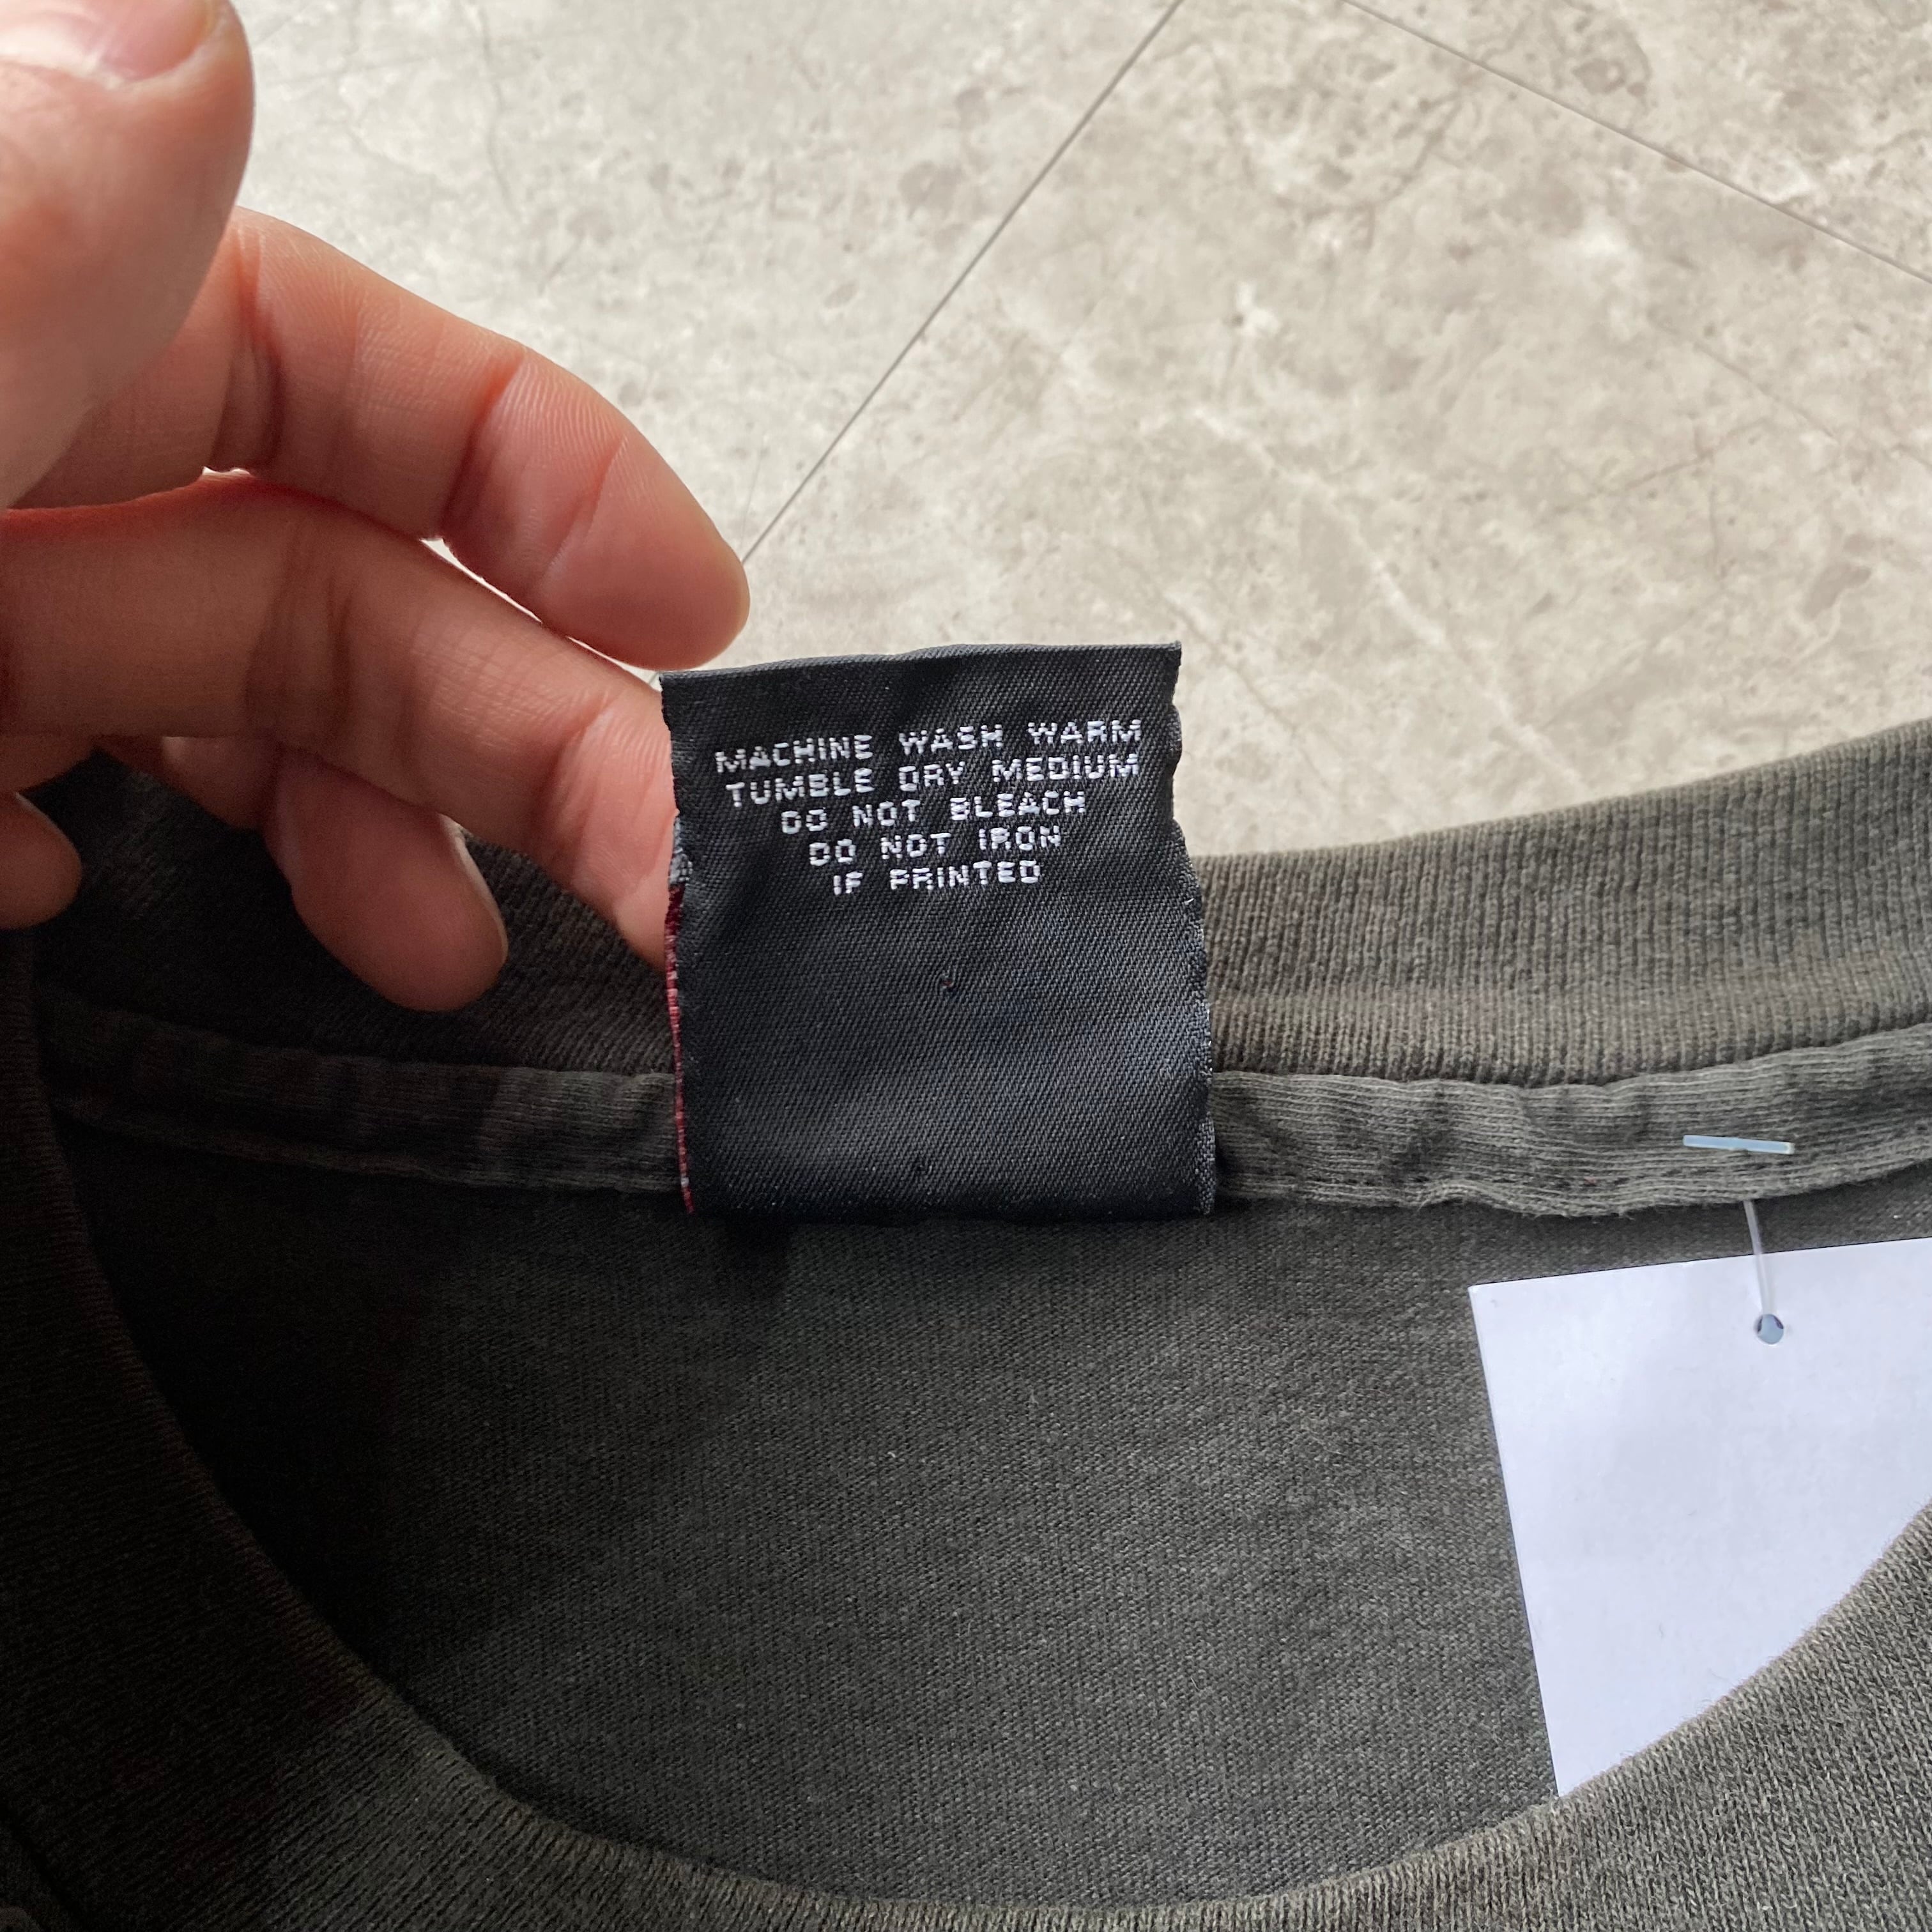 MACHINE WASH WARM
TUMBLE DRY MEDIUM
DO NOT BLEACH
DO NOT IRON
IF PRINTED